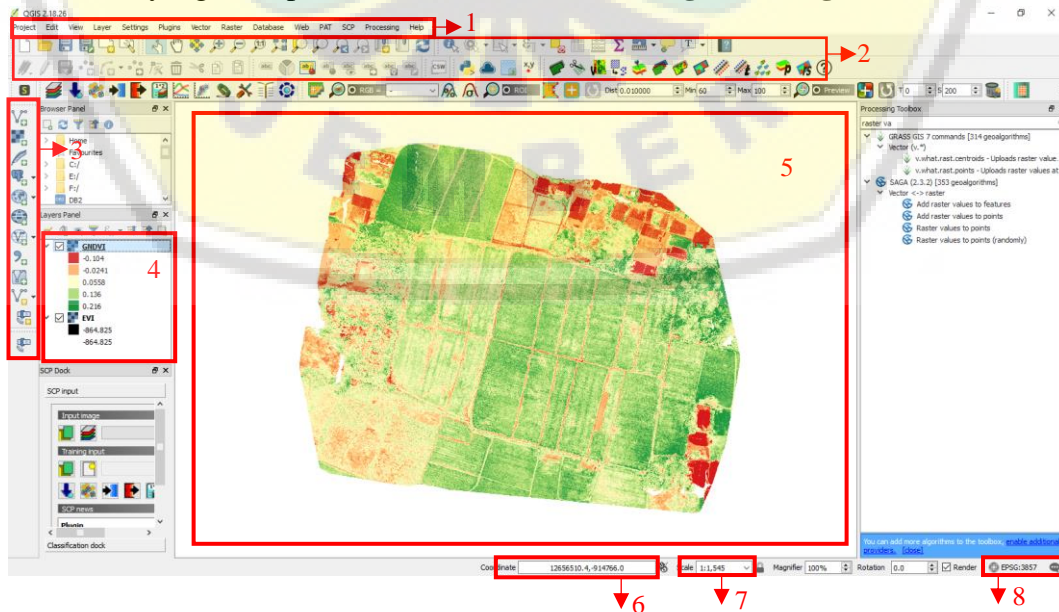 QGIS 2.18.26
Project Edit View Layer Settings Plugins Vector Raster Database Web PAT SCP Processing Help
1
2
CSW
RGB =
Dist 0.010000 Min 60 Max 100 Preview T 0 S 200
Browser Panel
Home
Favourites
C:/
E:/
F:/
DB2
3
Layers Panel
GNDVI
-0.104
-0.0241
0.0558
0.136
0.216
EVI
-864.825
-864.825
4
SCP Dock
SCP input
Input image
Training input
SCP news
Plugin
Classification dock
5
Processing Toolbox
raster va
GRASS GIS 7 commands [314 geoalgorithms]
Vector (v.*)
v.what.rast.centroids - Uploads raster value.
v.what.rast.points - Uploads raster values at
SAGA (2.3.2) [353 geoalgorithms]
Vector <-> raster
Add raster values to features
Add raster values to points
Raster values to points
Raster values to points (randomly)
You can add more algorithms to the toolbox, enable additional
providers. [close]
Coordinate 12656510.4,-914766.0 Scale 1:1,545 Magnifier 100% Rotation 0.0 Render EPSG:3857
6
7
8